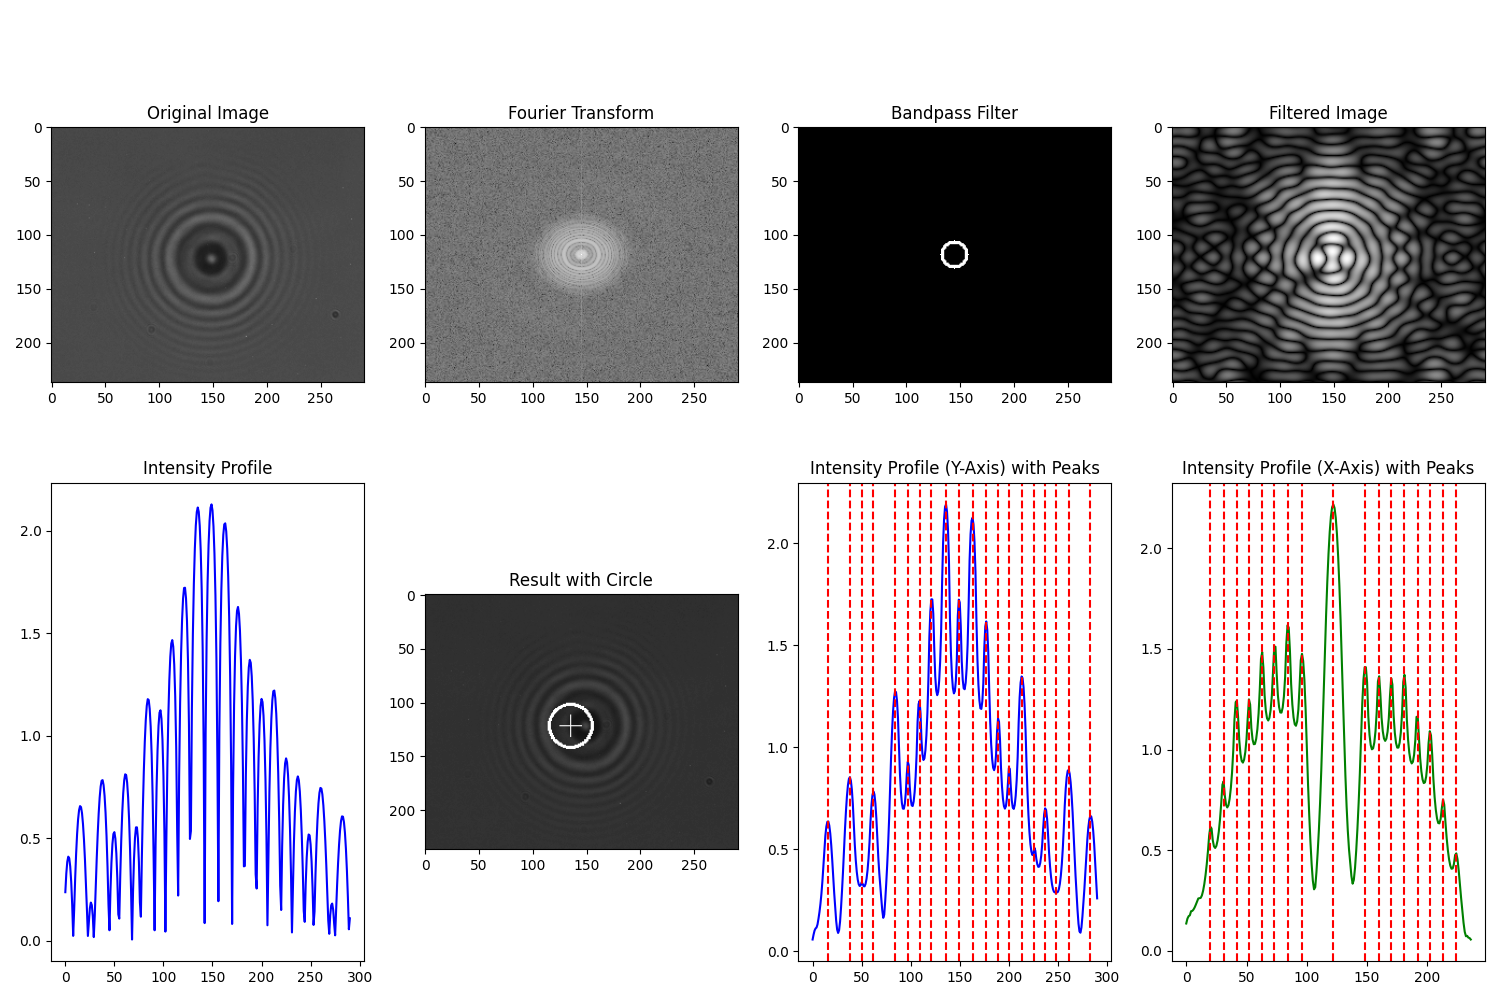 Original Image
Fourier Transform
Bandpass Filter
Filtered Image
0
50
100
150
200
0 50 100 150 200 250
0
50
100
150
200
0 50 100 150 200 250
0
50
100
150
200
0 50 100 150 200 250
0
50
100
150
200
0 50 100 150 200 250
Intensity Profile
2.0
1.5
1.0
0.5
0.0
0 50 100 150 200 250 300
Result with Circle
0
50
100
150
200
0 50 100 150 200 250
Intensity Profile (Y-Axis) with Peaks
2.0
1.5
1.0
0.5
0.0
0 50 100 150 200 250 300
Intensity Profile (X-Axis) with Peaks
2.0
1.5
1.0
0.5
0.0
0 50 100 150 200